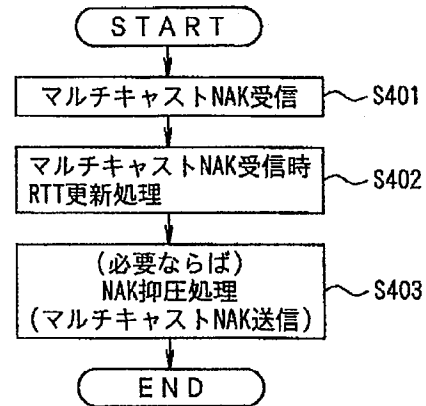 START
マルチキャストNAK受信
S401
マルチキャストNAK受信時
RTT更新処理
S402
(必要ならば)
NAK抑圧処理
(マルチキャストNAK送信)
S403
END